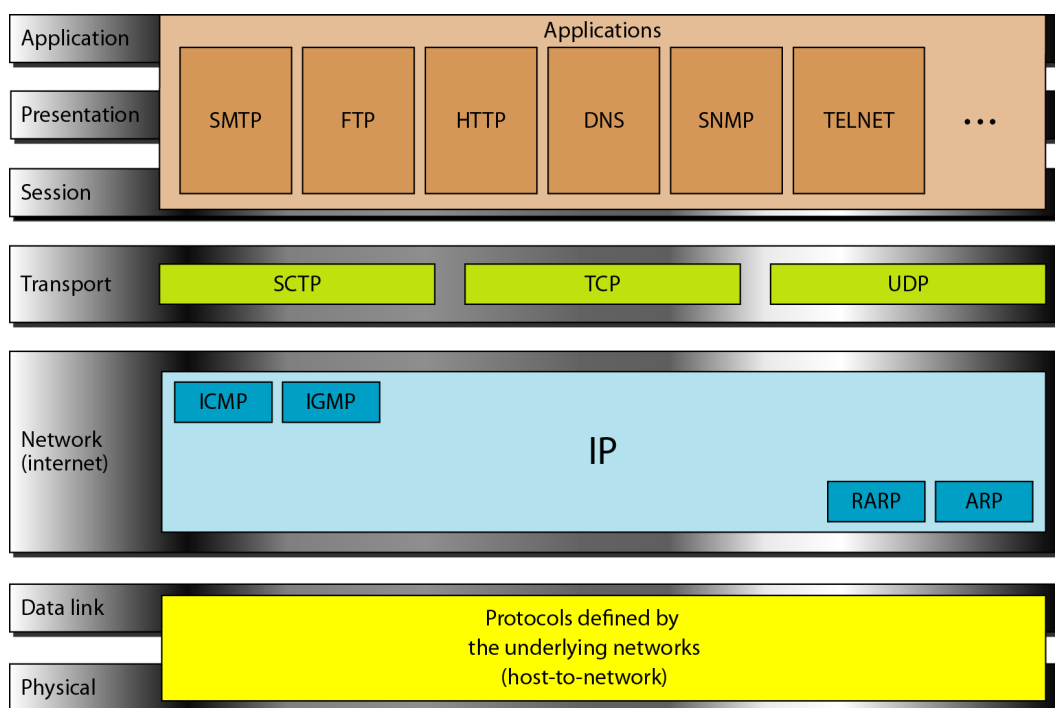 Application
Applications
Presentation
SMTP
FTP
HTTP
DNS
SNMP
TELNET
...
Session
Transport
SCTP
TCP
UDP
Network
(internet)
ICMP
IGMP
IP
RARP
ARP
Data link
Physical
Protocols defined by
the underlying networks
(host-to-network)